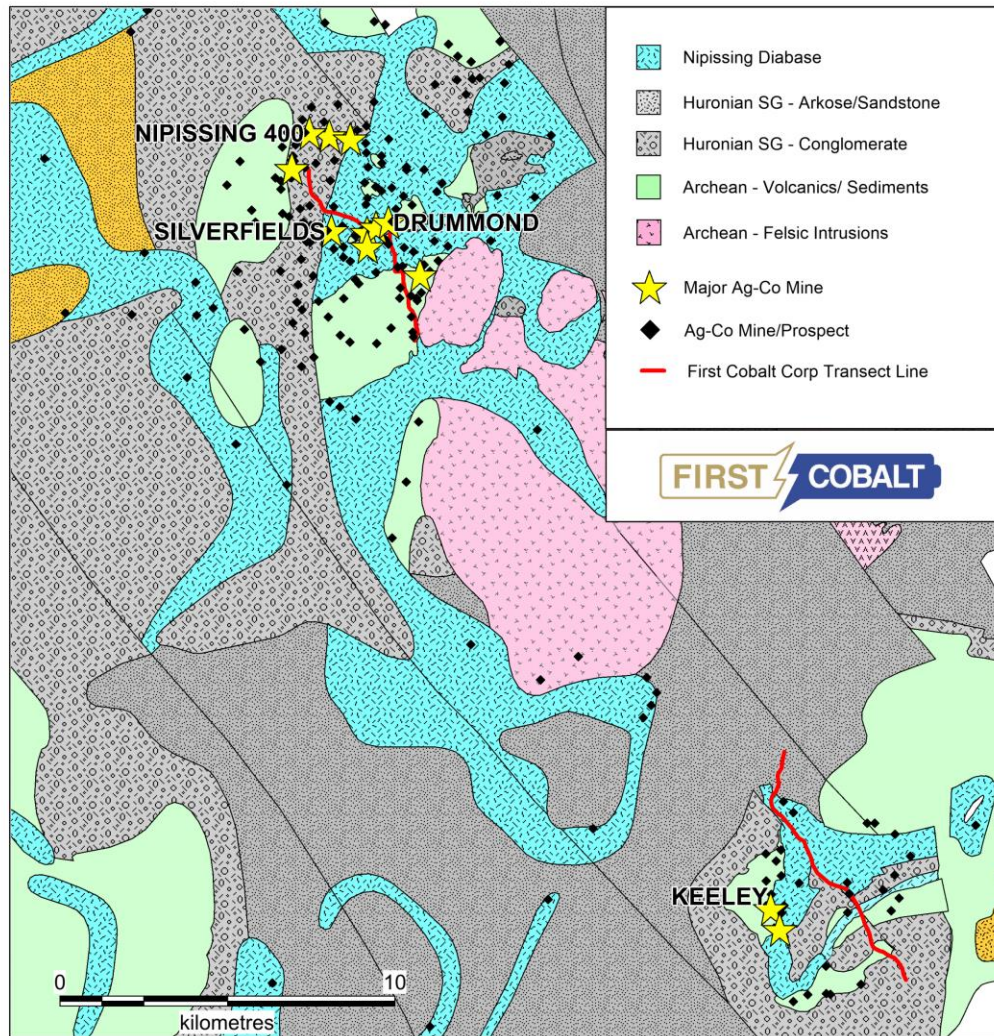 NIPISSING 400
SILVERFIELDS
DRUMMOND
KEELEY
0 10
kilometres
Nipissing Diabase
Huronian SG - Arkose/Sandstone
Huronian SG - Conglomerate
Archean - Volcanics/ Sediments
Archean - Felsic Intrusions
Major Ag-Co Mine
Ag-Co Mine/Prospect
First Cobalt Corp Transect Line
FIRST COBALT